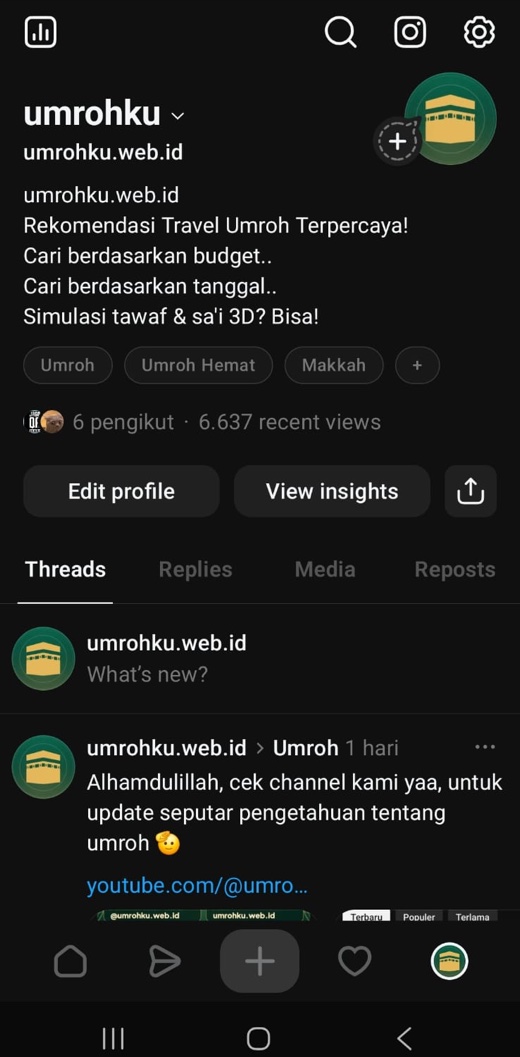 umrohku
umrohku.web.id
umrohku.web.id
Rekomendasi Travel Umroh Terpercaya!
Cari berdasarkan budget..
Cari berdasarkan tanggal..
Simulasi tawaf & sa'i 3D? Bisa!
Umroh Umroh Hemat Makkah +
6 pengikut · 6.637 recent views
Edit profile View insights
Threads Replies Media Reposts
umrohku.web.id
What's new?
umrohku.web.id > Umroh 1 hari
Alhamdulillah, cek channel kami yaa, untuk
update seputar pengetahuan tentang
umroh 🫡
youtube.com/@umro...
@umrohku.web.id umrohku.web.id Terbaru Populer Terlama